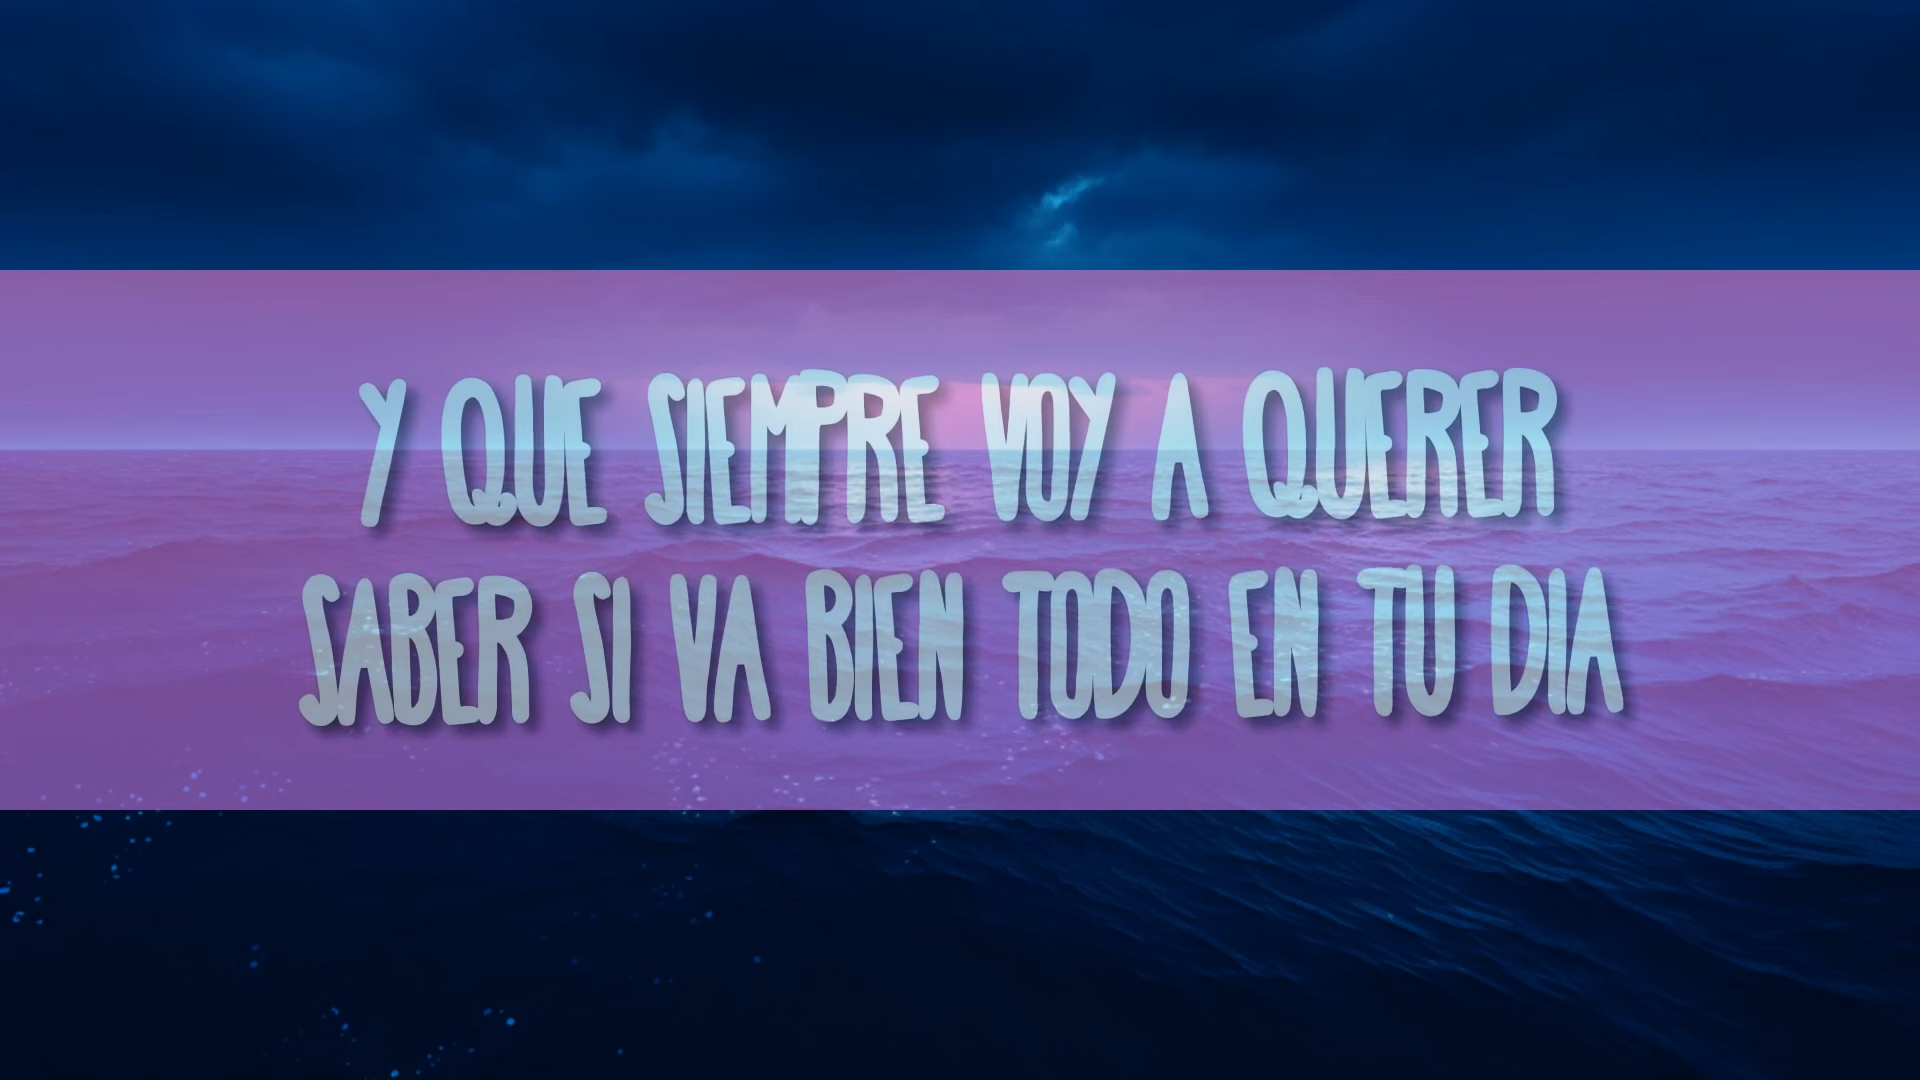 Y QUE SIEMPRE VOY A QUERER
SABER SI VA BIEN TODO EN TU DIA